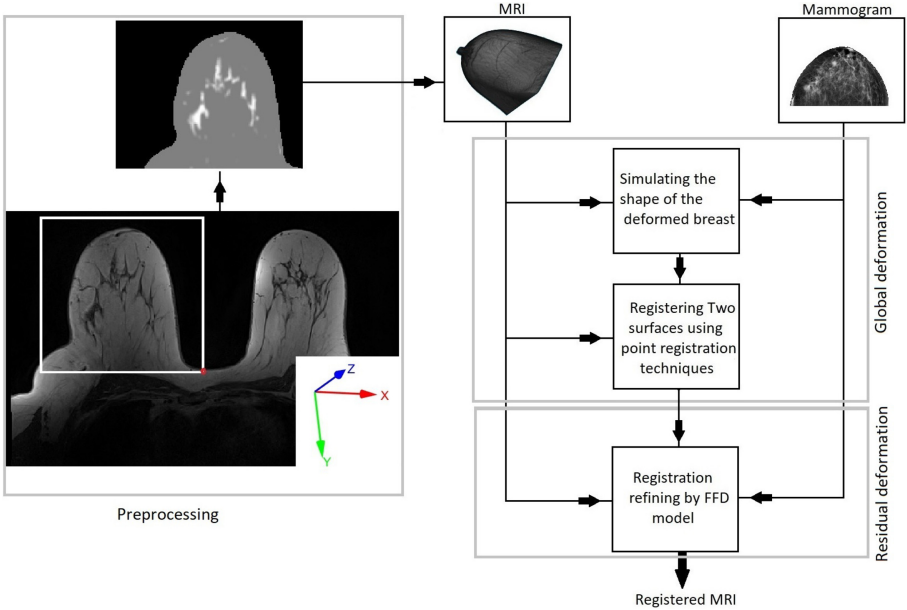 MRI
Mammogram
Simulating the
shape of the
deformed breast
Registering Two
surfaces using
point registration
techniques
Global deformation
Z
X
Y
Registration
refining by FFD
model
Residual deformation
Preprocessing
Registered MRI